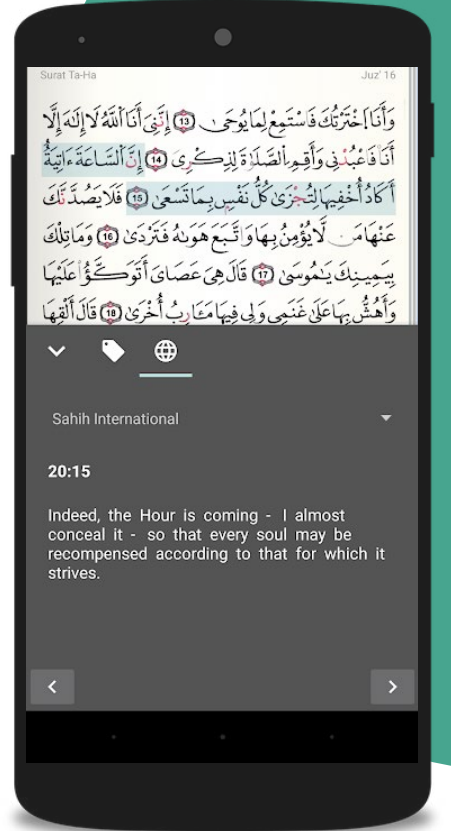 Surat Ta-Ha
Juz' 16
وَأَنَا ٱخْتَرْتُكَ فَٱسْتَمِعْ لِمَا يُوحَىٰٓ ١٣ إِنَّنِىٓ أَنَا ٱللَّهُ لَآ إِلَٰهَ إِلَّآ
أَنَا۠ فَٱعْبُدْنِى وَأَقِمِ ٱلصَّلَوٰةَ لِذِكْرِىٓ ١٤ إِنَّ ٱلسَّاعَةَ ءَاتِيَةٌ
أَكَادُ أُخْفِيهَا لِتُجْزَىٰ كُلُّ نَفْسٍۭ بِمَا تَسْعَىٰ ١٥ فَلَا يَصُدَّنَّكَ
عَنْهَا مَن لَّا يُؤْمِنُ بِهَا وَٱتَّبَعَ هَوَىٰهُ فَتَرْدَىٰ ١٦ وَمَا تِلْكَ
بِيَمِينِكَ يَٰمُوسَىٰ ١٧ قَالَ هِىَ عَصَاىَ أَتَوَكَّؤُا۟ عَلَيْهَا
وَأَهُشُّ بِهَا عَلَىٰ غَنَمِى وَلِىَ فِيهَا مَـَٔارِبُ أُخْرَىٰ ١٨ قَالَ أَلْقِهَا
Sahih International
20:15
Indeed, the Hour is coming - I almost
conceal it - so that every soul may be
recompensed according to that for which it
strives.